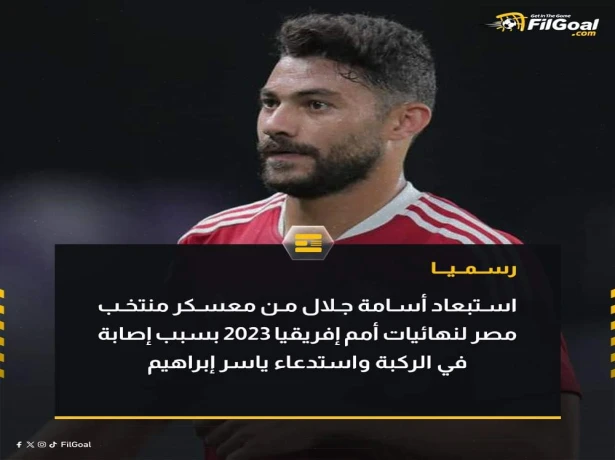 Get in The Game
FilGoal
.com
رسميا
استبعاد أسامة جلال من معسكر منتخب
مصر لنهائيات أمم إفريقيا 2023 بسبب إصابة
في الركبة واستدعاء ياسر إبراهيم
FilGoal